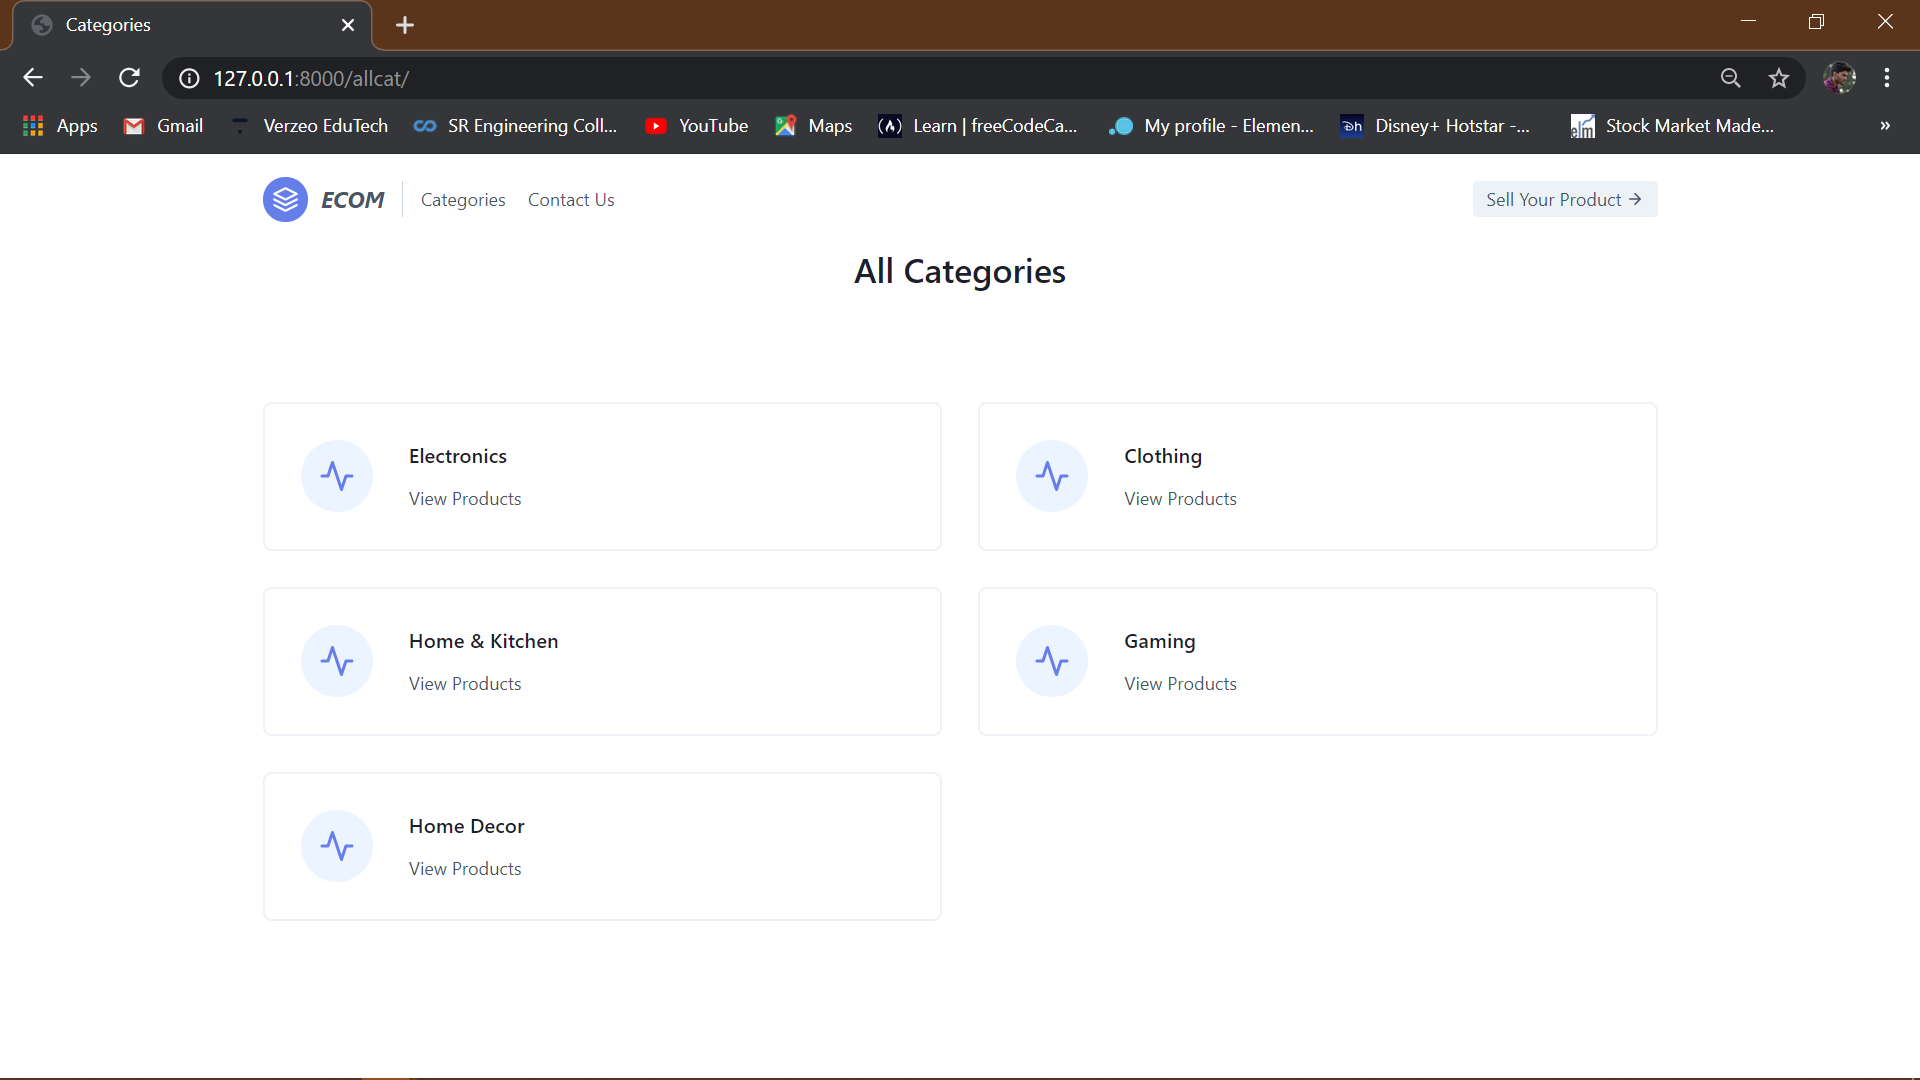 Categories
127.0.0.1:8000/allcat/
Apps Gmail Verzeo EduTech SR Engineering Coll... YouTube Maps Learn | freeCodeCa... My profile - Elemen... Disney+ Hotstar -... Stock Market Made... »
ECOM Categories Contact Us Sell Your Product →
All Categories
Electronics
View Products
Clothing
View Products
Home & Kitchen
View Products
Gaming
View Products
Home Decor
View Products